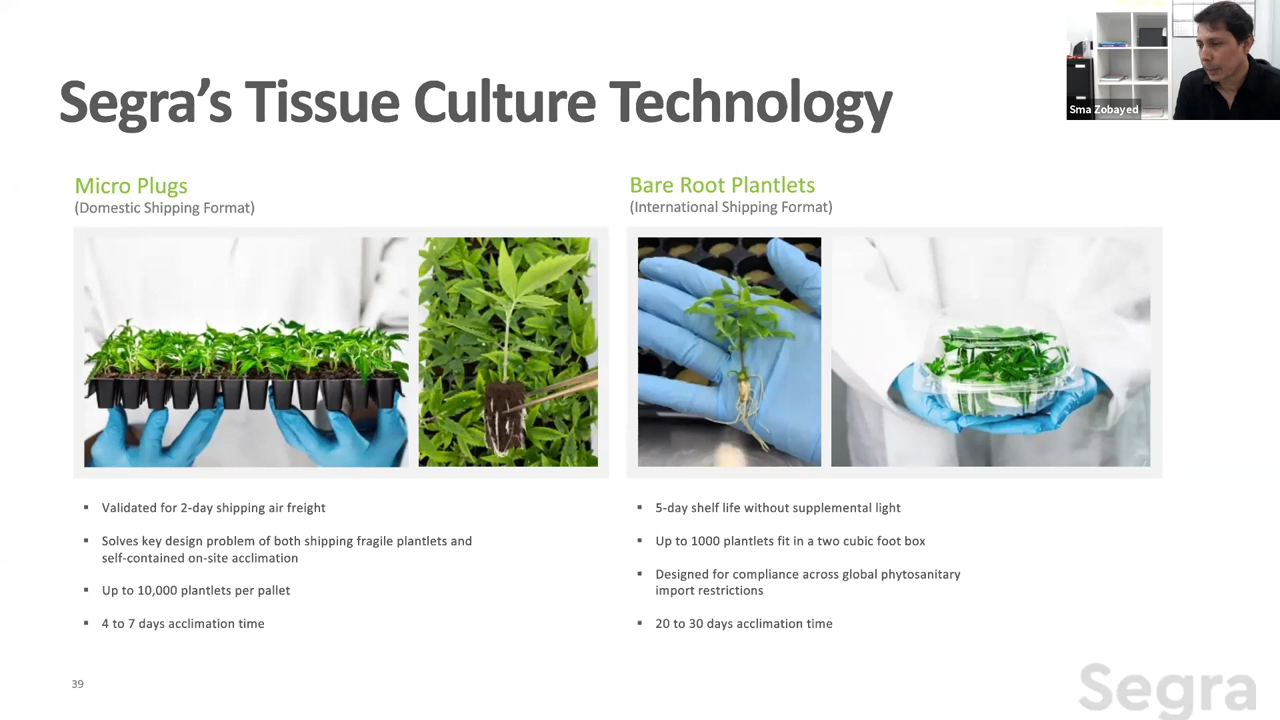 Segra’s Tissue Culture Technology
Sma Zobayed
Micro Plugs
(Domestic Shipping Format)
▪ Validated for 2-day shipping air freight
▪ Solves key design problem of both shipping fragile plantlets and
self-contained on-site acclimation
▪ Up to 10,000 plantlets per pallet
▪ 4 to 7 days acclimation time
Bare Root Plantlets
(International Shipping Format)
▪ 5-day shelf life without supplemental light
▪ Up to 1000 plantlets fit in a two cubic foot box
▪ Designed for compliance across global phytosanitary
import restrictions
▪ 20 to 30 days acclimation time
39
Segra